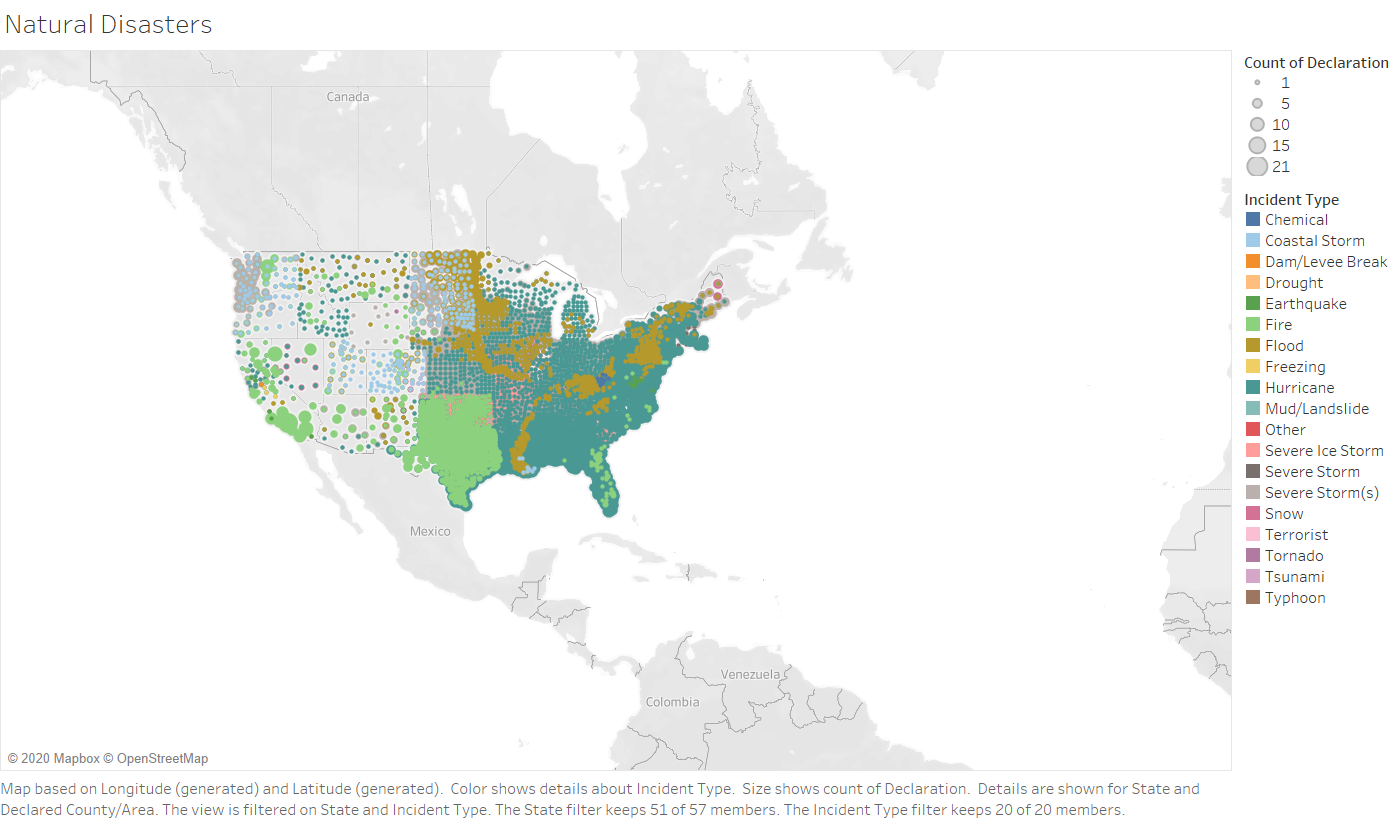 Natural Disasters
Canada
Mexico
Venezuela
Colombia
© 2020 Mapbox © OpenStreetMap
Count of Declaration
1
5
10
15
21
Incident Type
Chemical
Coastal Storm
Dam/Levee Break
Drought
Earthquake
Fire
Flood
Freezing
Hurricane
Mud/Landslide
Other
Severe Ice Storm
Severe Storm
Severe Storm(s)
Snow
Terrorist
Tornado
Tsunami
Typhoon
Map based on Longitude (generated) and Latitude (generated). Color shows details about Incident Type. Size shows count of Declaration. Details are shown for State and
Declared County/Area. The view is filtered on State and Incident Type. The State filter keeps 51 of 57 members. The Incident Type filter keeps 20 of 20 members.